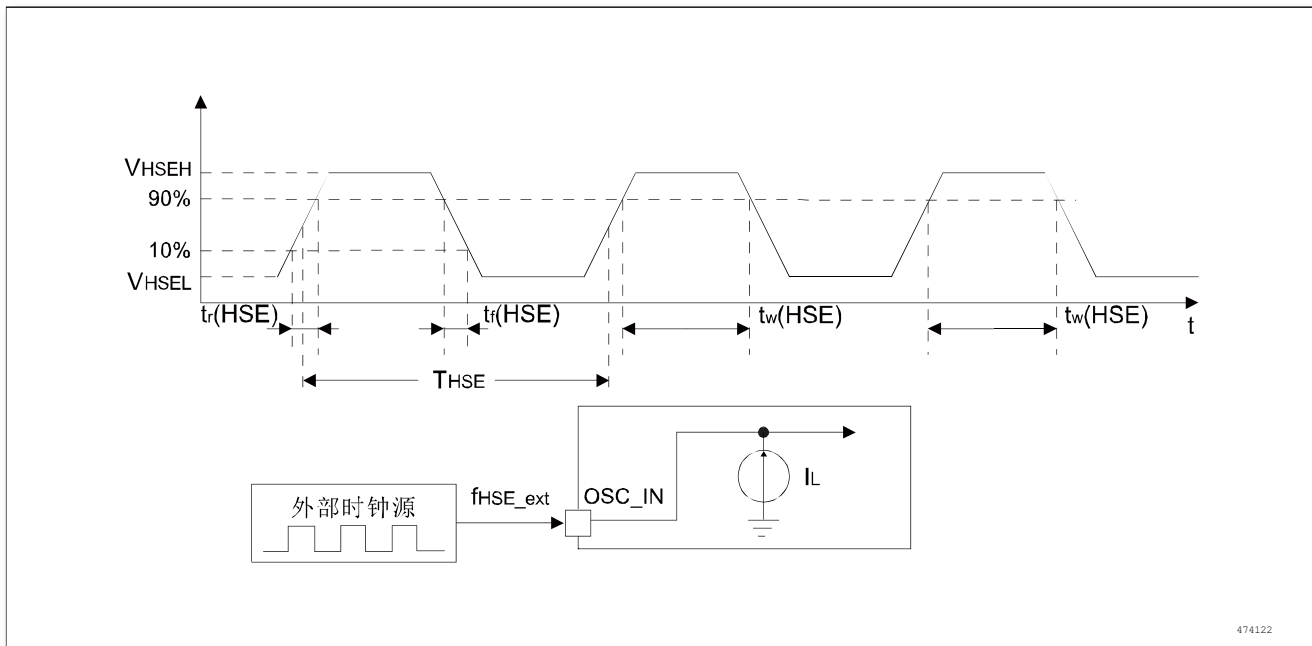 VHSEH
90%
10%
VHSEL
tr(HSE)
tf(HSE)
tw(HSE)
tw(HSE)
t
THSE
外部时钟源
fHSE_ext
OSC_IN
IL
474122